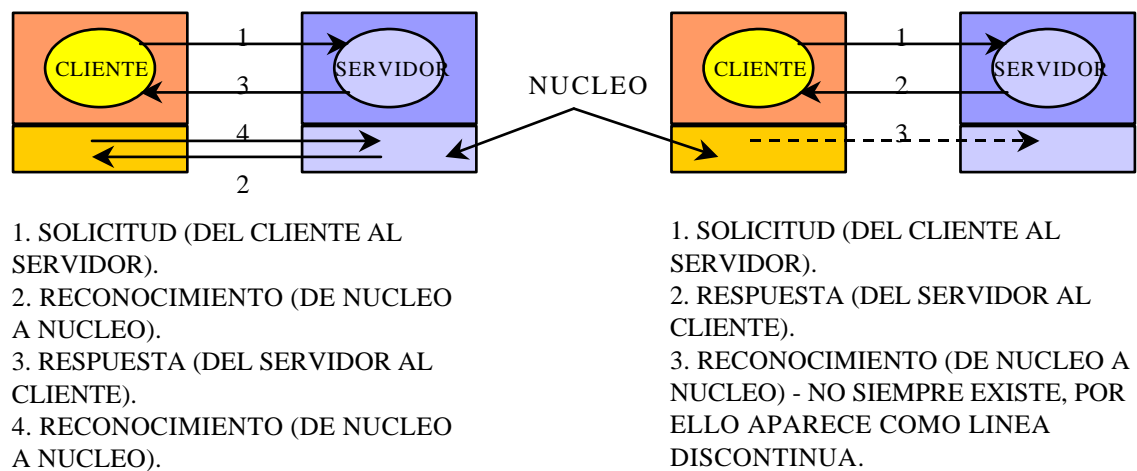 CLIENTE
1
SERVIDOR
3
4
2
NUCLEO
CLIENTE
1
SERVIDOR
2
3
1. SOLICITUD (DEL CLIENTE AL
SERVIDOR).
2. RECONOCIMIENTO (DE NUCLEO
A NUCLEO).
3. RESPUESTA (DEL SERVIDOR AL
CLIENTE).
4. RECONOCIMIENTO (DE NUCLEO
A NUCLEO).
1. SOLICITUD (DEL CLIENTE AL
SERVIDOR).
2. RESPUESTA (DEL SERVIDOR AL
CLIENTE).
3. RECONOCIMIENTO (DE NUCLEO A
NUCLEO) - NO SIEMPRE EXISTE, POR
ELLO APARECE COMO LINEA
DISCONTINUA.